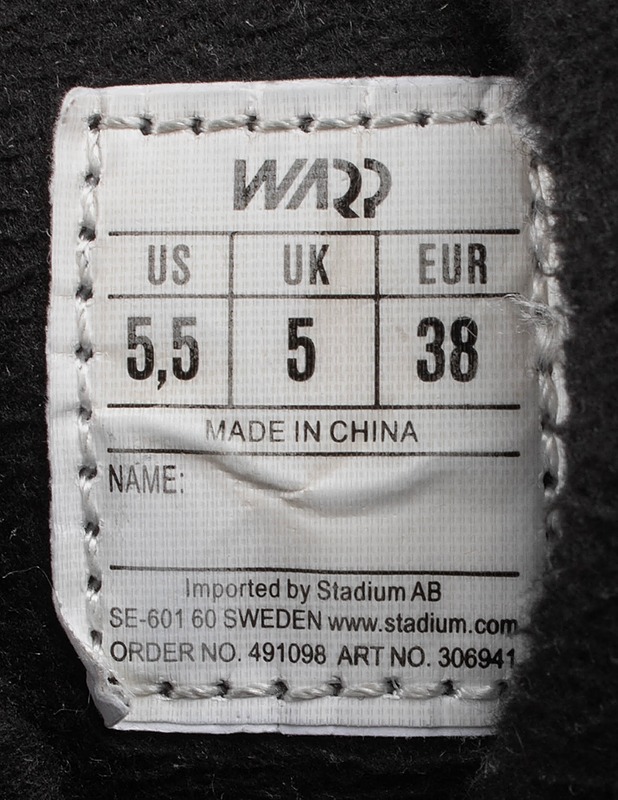 WARP
US UK EUR
5,5 5 38
MADE IN CHINA
NAME:
Imported by Stadium AB
SE-601 60 SWEDEN www.stadium.com
ORDER NO. 491098 ART NO. 306941